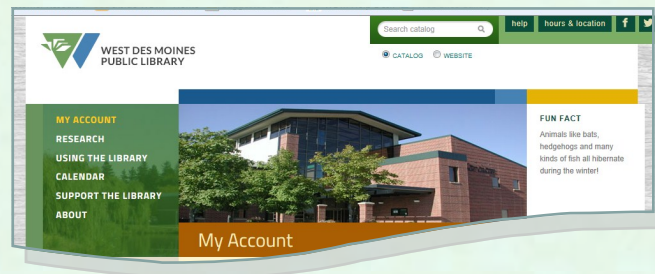 Search catalog
help
hours & location
f
WEST DES MOINES
PUBLIC LIBRARY
CATALOG
WEBSITE
MY ACCOUNT
RESEARCH
USING THE LIBRARY
CALENDAR
SUPPORT THE LIBRARY
ABOUT
My Account
FUN FACT
Animals like bats,
hedgehogs and many
kinds of fish all hibernate
during the winter!